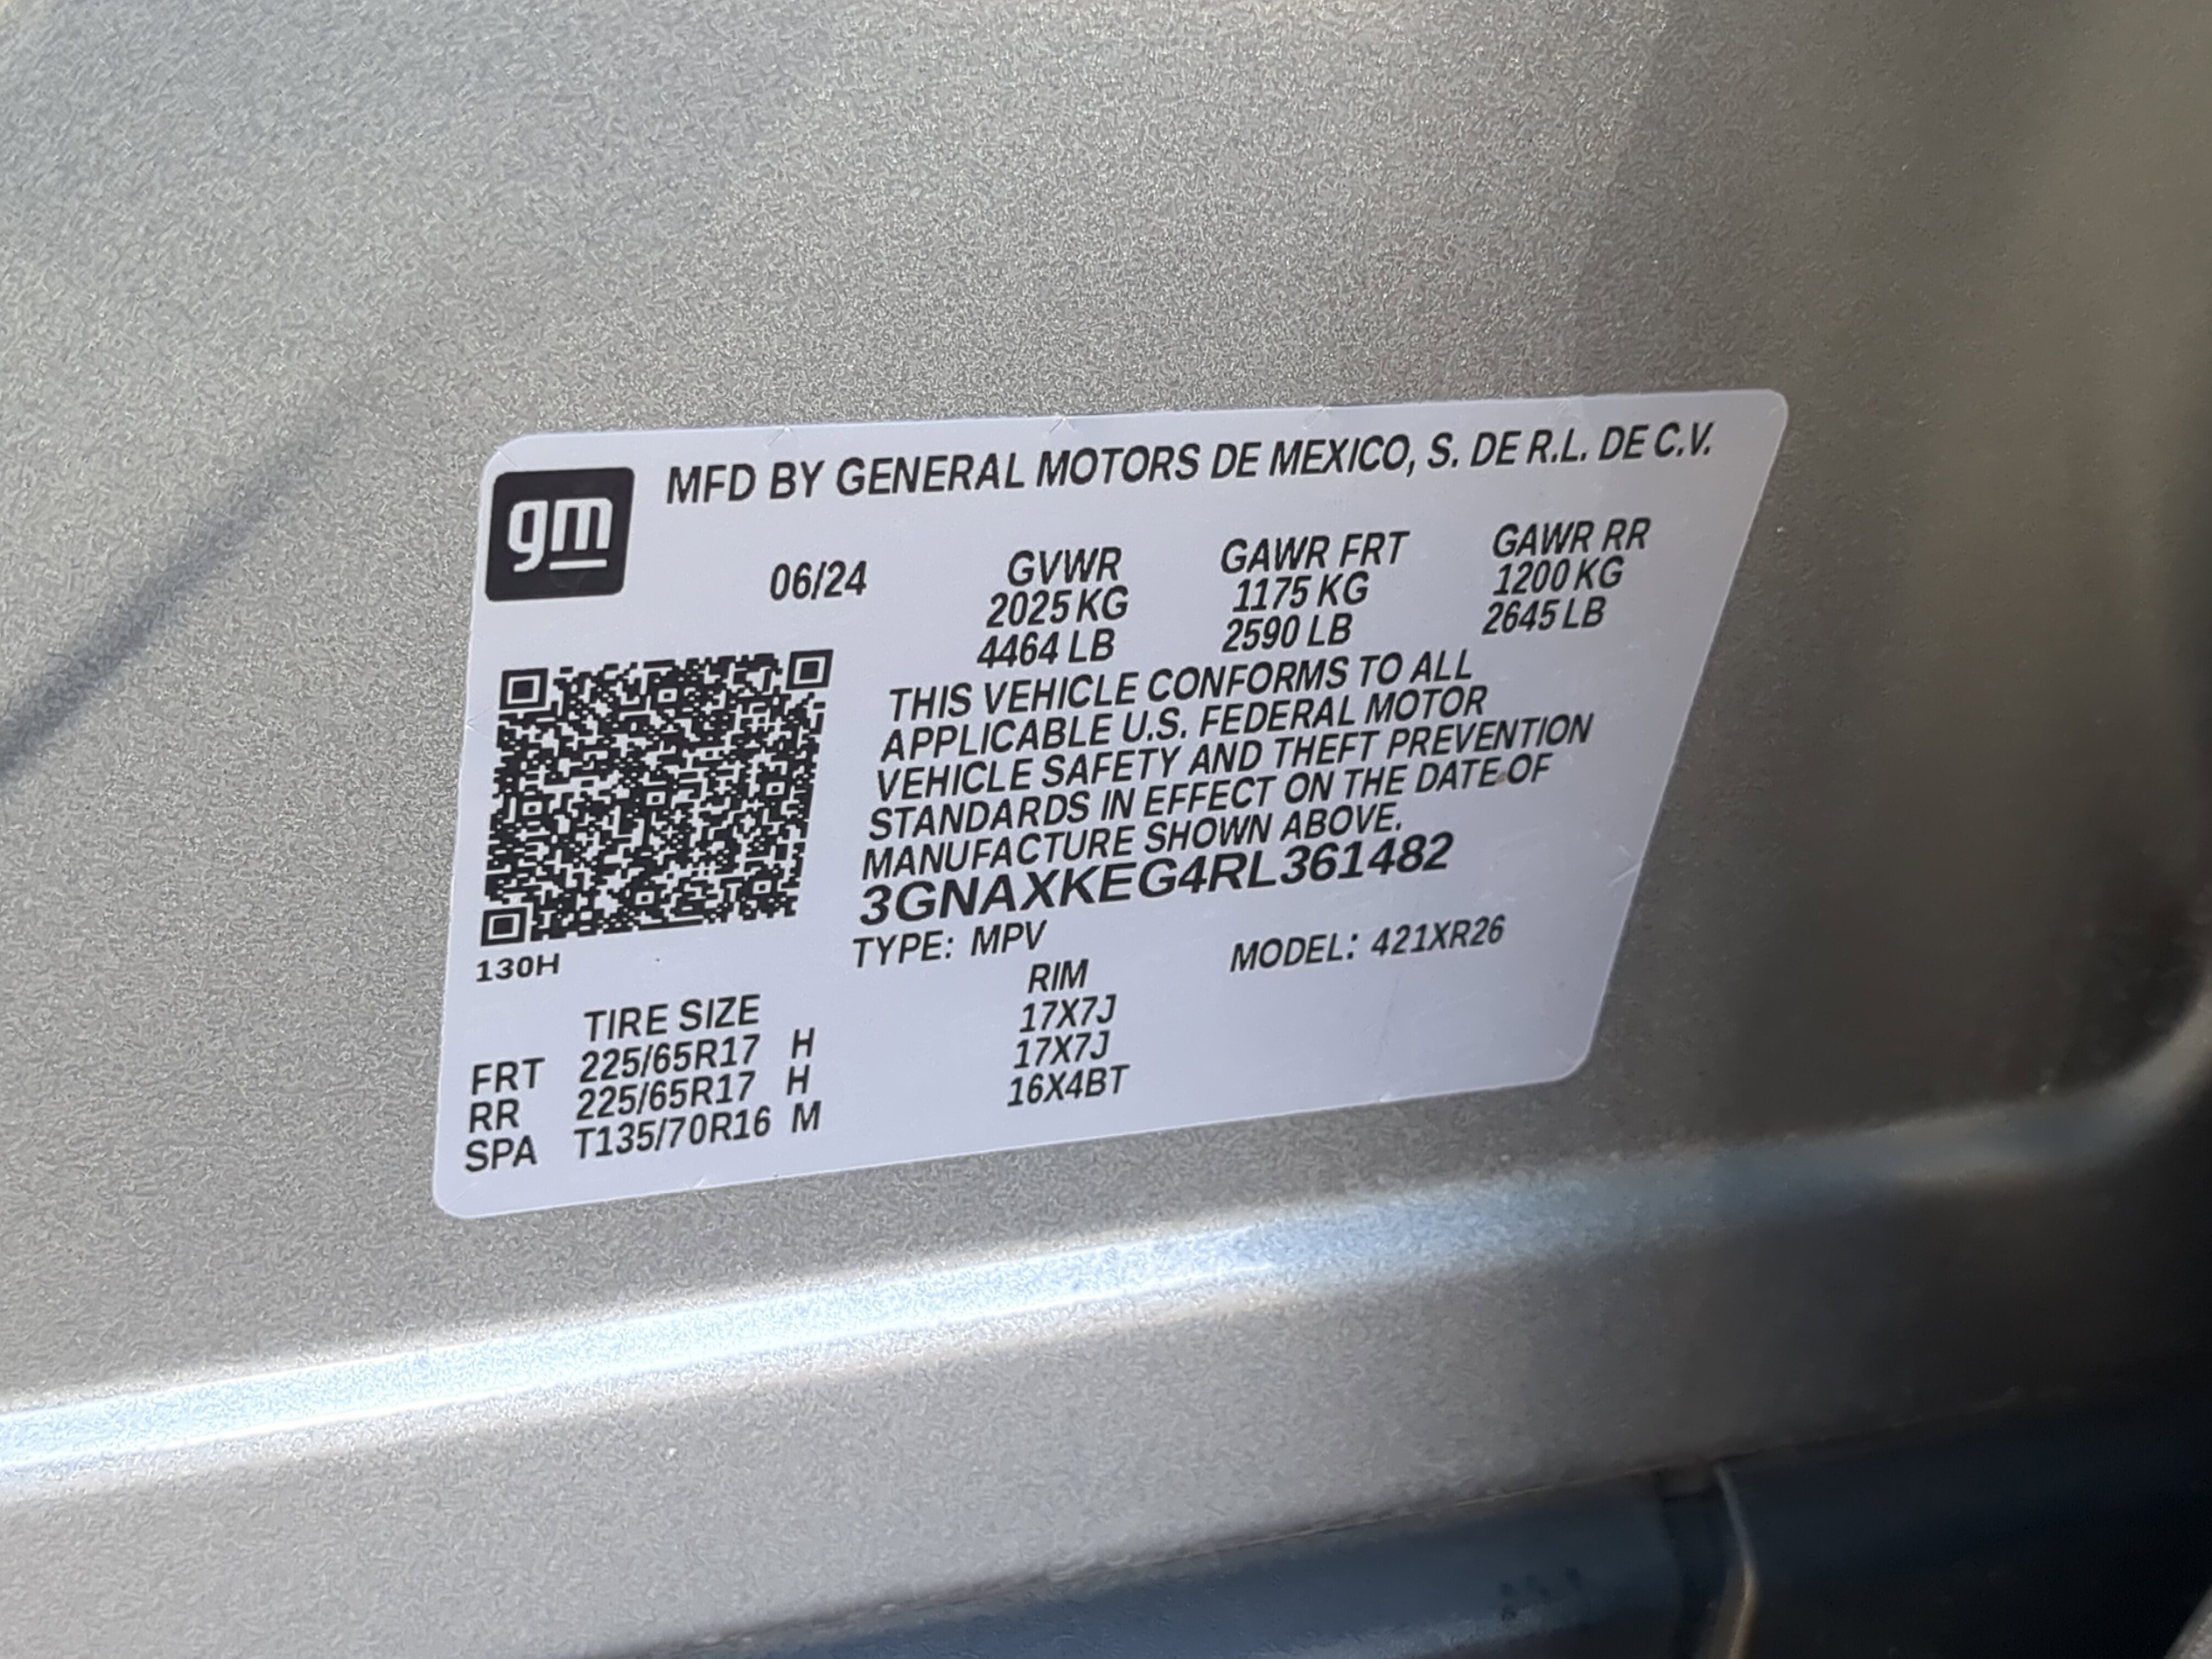 gm
MFD BY GENERAL MOTORS DE MEXICO, S. DE R.L. DE C.V.
06/24 GVWR GAWR FRT GAWR RR
2025 KG 1175 KG 1200 KG
4464 LB 2590 LB 2645 LB
THIS VEHICLE CONFORMS TO ALL
APPLICABLE U.S. FEDERAL MOTOR
VEHICLE SAFETY AND THEFT PREVENTION
STANDARDS IN EFFECT ON THE DATE OF
MANUFACTURE SHOWN ABOVE.
3GNAXKEG4RL361482
130H
TYPE: MPV MODEL: 421XR26
TIRE SIZE RIM
FRT 225/65R17 H 17X7J
RR 225/65R17 H 17X7J
SPA T135/70R16 M 16X4BT